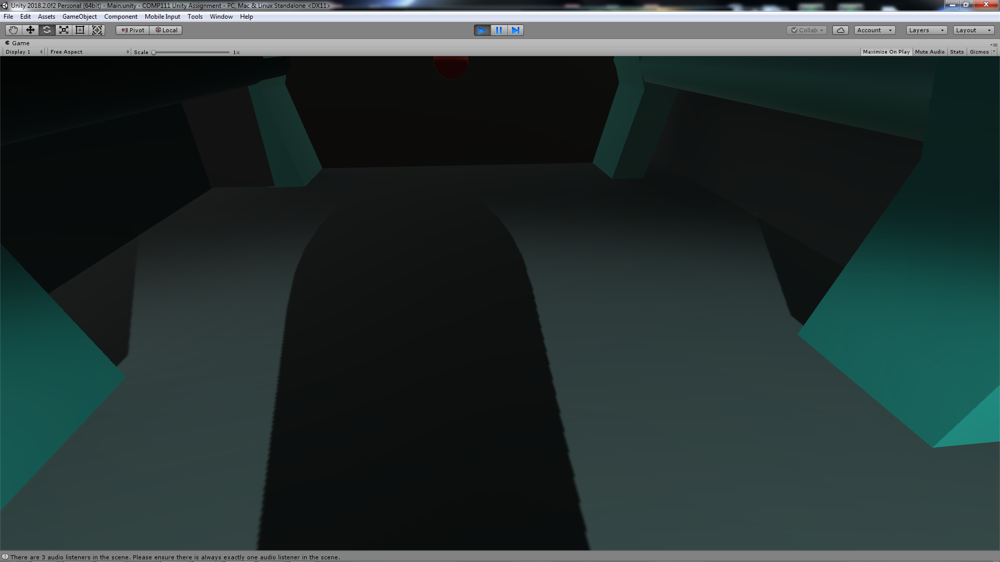 Unity 2018.2.0f2 Personal (64bit) - Main.unity - COMP111 Unity Assignment - PC, Mac & Linux Standalone <DX11>
File Edit Assets GameObject Component Mobile Input Tools Window Help
Pivot Local Collab Account Layers Layout
Game
Display 1 Free Aspect Scale 1x Maximize On Play Mute Audio Stats Gizmos
There are 3 audio listeners in the scene. Please ensure there is always exactly one audio listener in the scene.